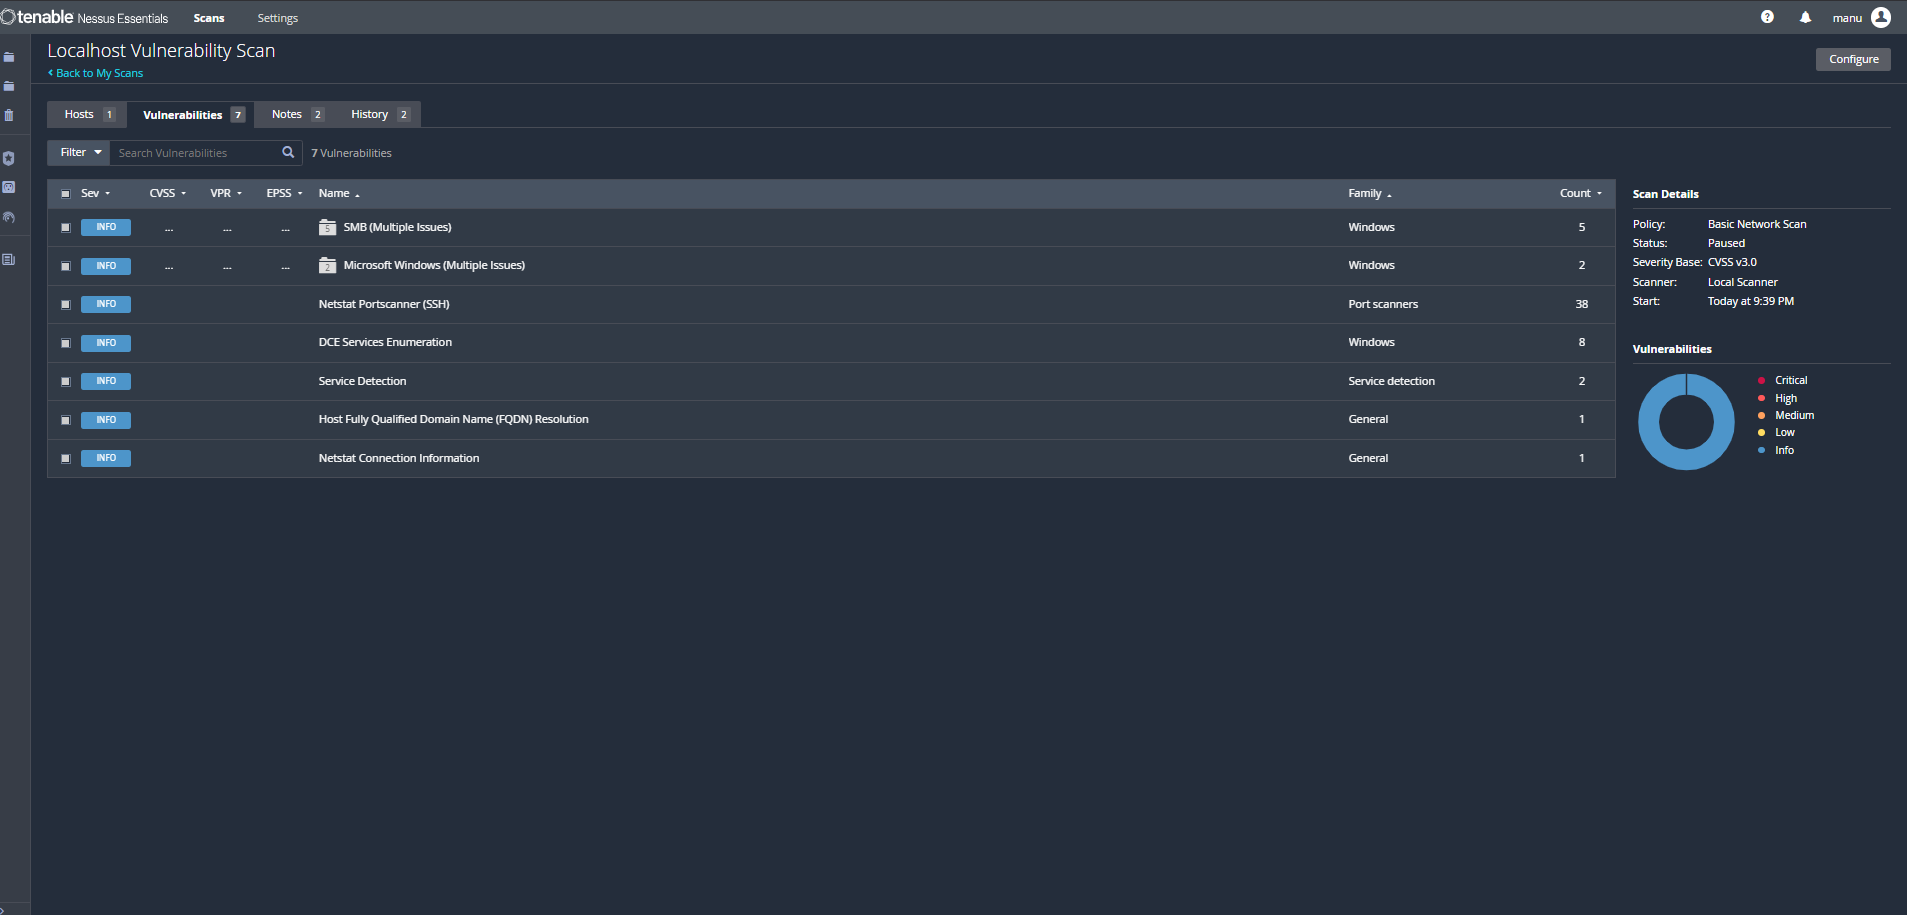 tenable Nessus Essentials Scans Settings manu
Localhost Vulnerability Scan
Back to My Scans
Configure
Hosts 1 Vulnerabilities 7 Notes 2 History 2
Filter Search Vulnerabilities 7 Vulnerabilities
Sev CVSS VPR EPSS Name Family Count
INFO ... ... ... 5 SMB (Multiple Issues) Windows 5
INFO ... ... ... 2 Microsoft Windows (Multiple Issues) Windows 2
INFO Netstat Portscanner (SSH) Port scanners 38
INFO DCE Services Enumeration Windows 8
INFO Service Detection Service detection 2
INFO Host Fully Qualified Domain Name (FQDN) Resolution General 1
INFO Netstat Connection Information General 1
Scan Details
Policy: Basic Network Scan
Status: Paused
Severity Base: CVSS v3.0
Scanner: Local Scanner
Start: Today at 9:39 PM
Vulnerabilities
Critical
High
Medium
Low
Info